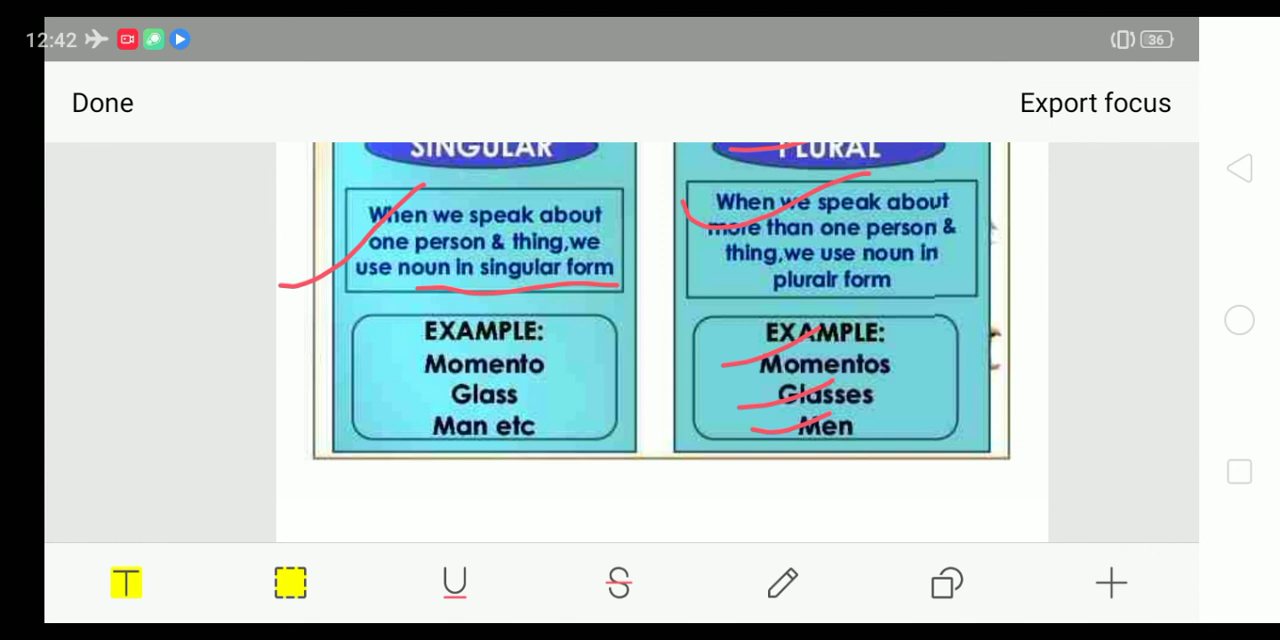 12:42
36
Done
Export focus
SINGULAR
PLURAL
When we speak about
one person & thing,we
use noun in singular form
When we speak about
more than one person &
thing,we use noun in
pluralr form
EXAMPLE:
Momento
Glass
Man etc
EXAMPLE:
Momentos
Glasses
Men
T
U
S